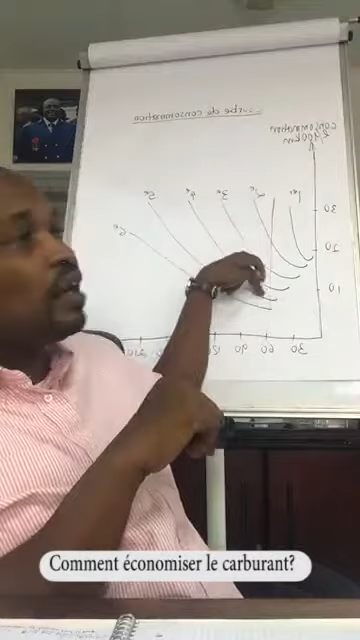 Courbe de consommation
consommation
L/100km
1er
2e
3e
4e
5e
6e
30
20
10
30 60 90
Comment économiser le carburant?